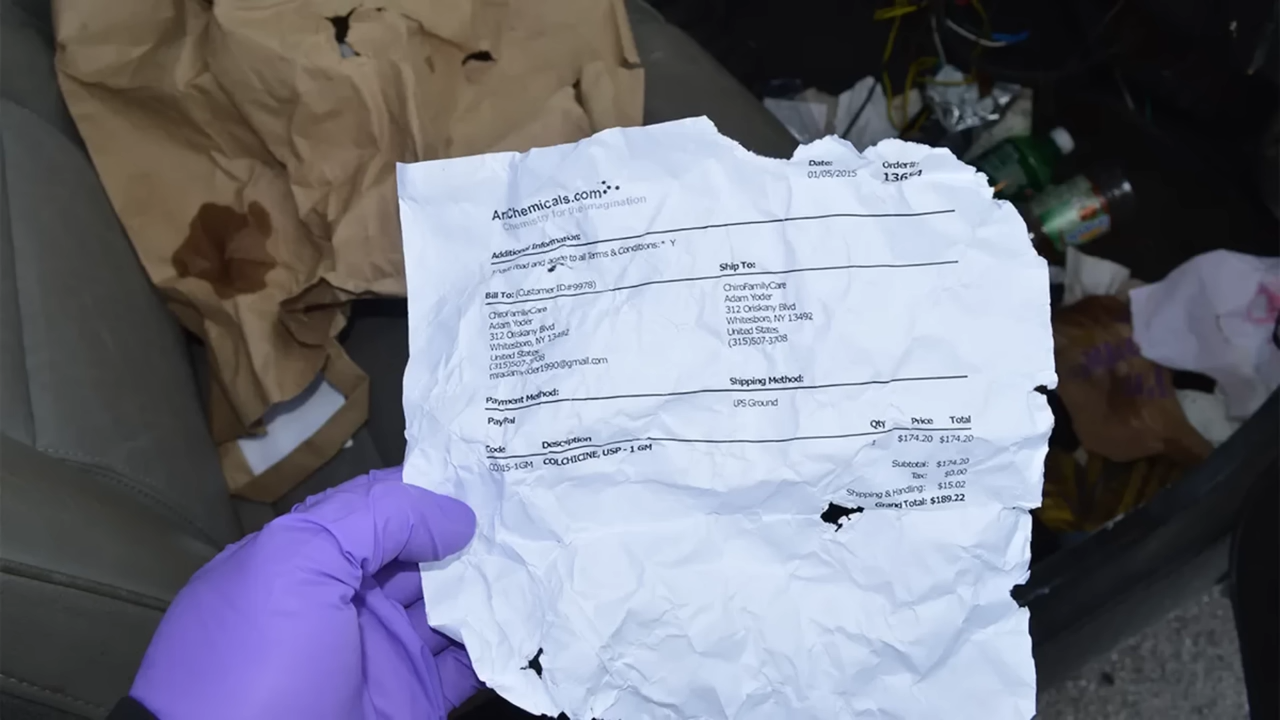 Date:
01/05/2015
Order#:
Chemicals.com
Chemistry for the imagination
Additional Information:
I have read and agree to all Terms & Conditions: * Y
Bill To: (Customer ID#9978)
ChiroFamilyCare
Adam Yoder
312 Oriskany Blvd
Whitesboro, NY 13492
United States
(315)507-3708
mradamyoder1990@gmail.com
Ship To:
ChiroFamilyCare
Adam Yoder
312 Oriskany Blvd
Whitesboro, NY 13492
United States
(315)507-3708
Payment Method:
PayPal
Shipping Method:
UPS Ground
Code Description Qty Price Total
COLCHICINE, USP - 1 GM 1 $174.20 $174.20
Subtotal: $174.20
Tax: $0.00
Shipping & Handling: $15.02
Grand Total: $189.22